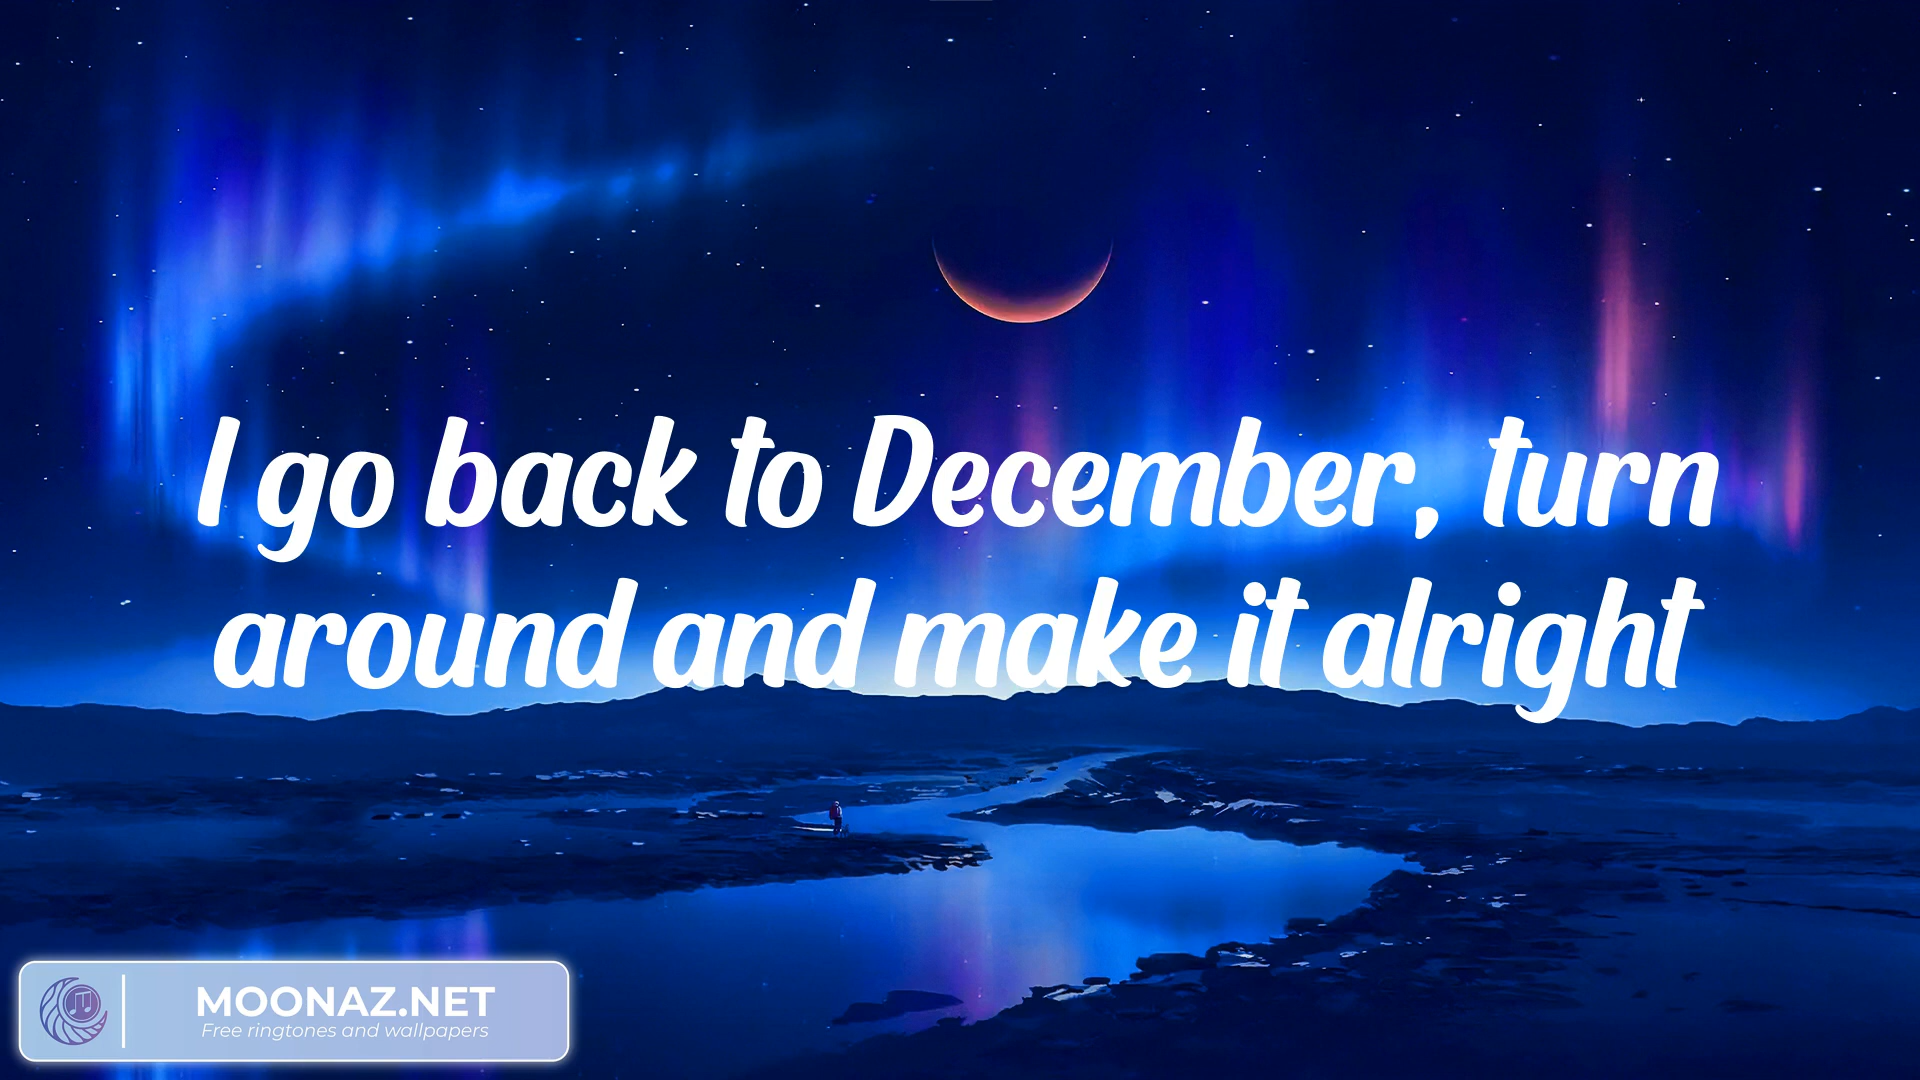 I go back to December, turn
around and make it alright
MOONAZ.NET
Free ringtones and wallpapers